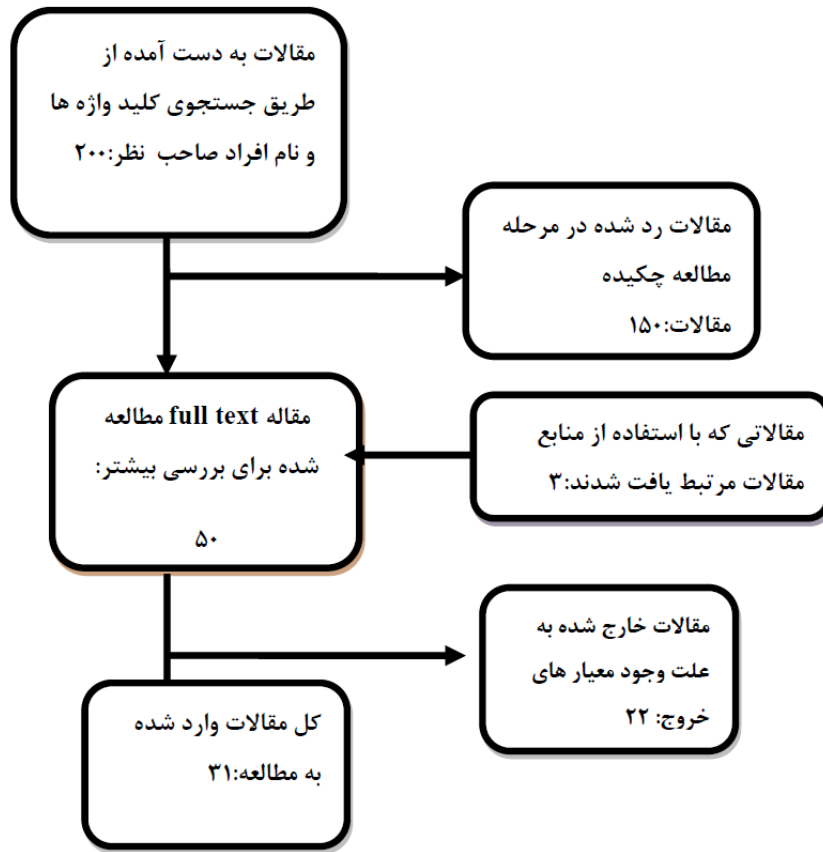 مقالات به دست آمده از
طریق جستجوی کلید واژه ها
و نام افراد صاحب نظر:۲۰۰
مقالات رد شده در مرحله
مطالعه چکیده
مقالات:۱۵۰
مقاله full text مطالعه
شده برای بررسی بیشتر:
۵۰
مقالاتی که با استفاده از منابع
مقالات مرتبط یافت شدند:۳
مقالات خارج شده به
علت وجود معیار های
خروج: ۲۲
کل مقالات وارد شده
به مطالعه:۳۱